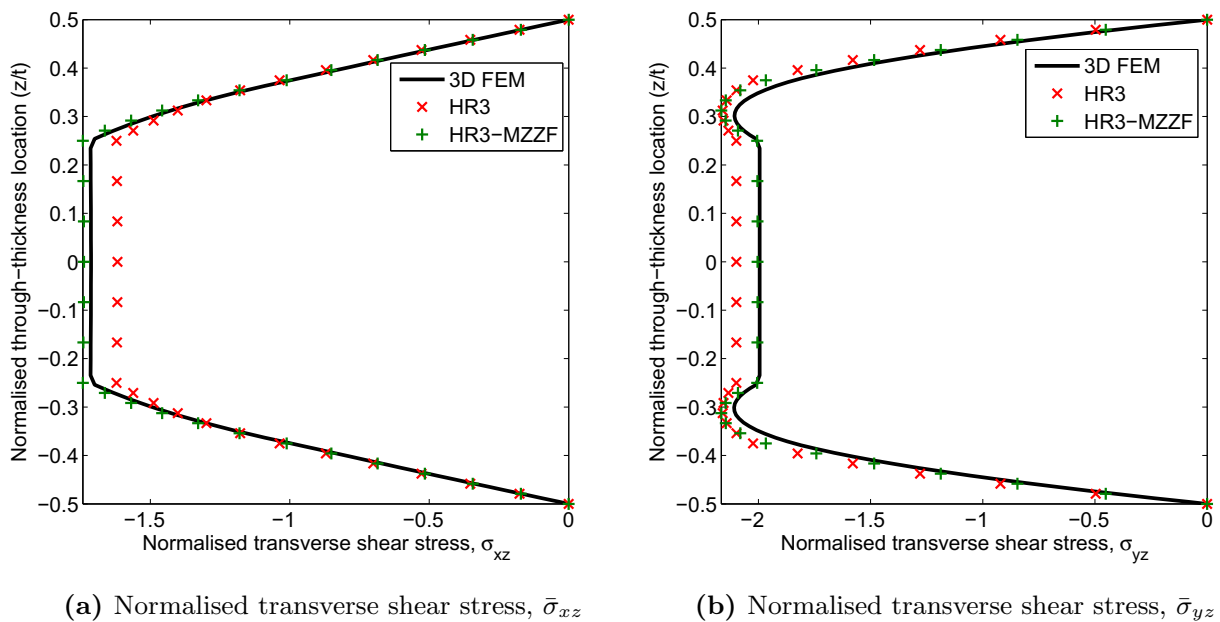 0.5
0.4
0.3
0.2
0.1
0
−0.1
−0.2
−0.3
−0.4
−0.5
Normalised through−thickness location (z/t)
3D FEM
HR3
HR3−MZZF
−1.5
−1
−0.5
0
Normalised transverse shear stress, σxz
(a) Normalised transverse shear stress, σ̄xz
0.5
0.4
0.3
0.2
0.1
0
−0.1
−0.2
−0.3
−0.4
−0.5
Normalised through−thickness location (z/t)
3D FEM
HR3
HR3−MZZF
−2
−1.5
−1
−0.5
0
Normalised transverse shear stress, σyz
(b) Normalised transverse shear stress, σ̄yz